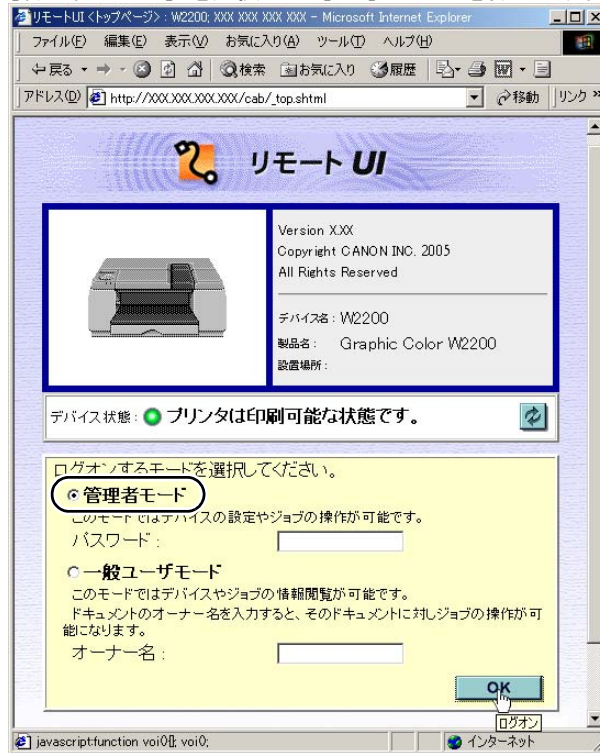 リモートUI <トップページ> : W2200; XXX XXX XXX XXX - Microsoft Internet Explorer
ファイル(F) 編集(E) 表示(V) お気に入り(A) ツール(T) ヘルプ(H)
戻る 検索 お気に入り 履歴
アドレス(D) http://XXX.XXX.XXX.XXX/cab/_top.shtml 移動 リンク »
リモート UI
Version X.XX
Copyright CANON INC. 2005
All Rights Reserved
デバイス名 : W2200
製品名 : Graphic Color W2200
設置場所 :
デバイス状態 : プリンタは印刷可能な状態です。
ログオンするモードを選択してください。
管理者モード
このモードではデバイスの設定やジョブの操作が可能です。
パスワード :
一般ユーザモード
このモードではデバイスやジョブの情報閲覧が可能です。
ドキュメントのオーナー名を入力すると、そのドキュメントに対しジョブの操作が可
能になります。
オーナー名 :
OK
ログオン
javascript:function voi0{}; voi0; インターネット